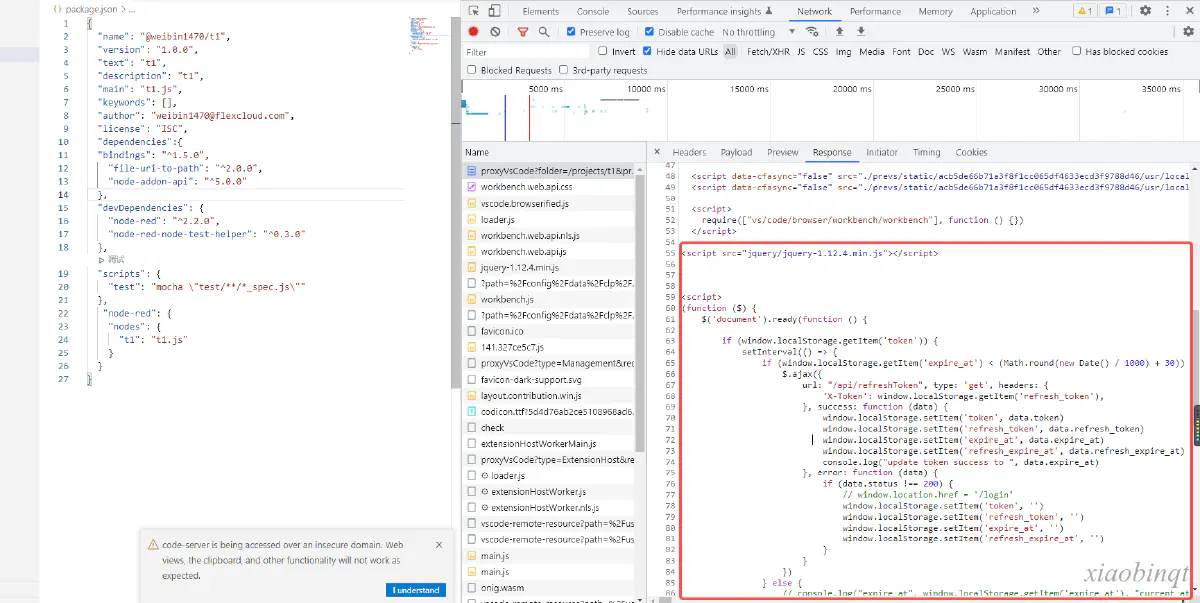 {} package.json > ...
1 {
2 "name": "@weibin1470/t1",
3 "version": "1.0.0",
4 "text": "t1",
5 "description": "t1",
6 "main": "t1.js",
7 "keywords": [],
8 "author": "weibin1470@flexcloud.com",
9 "license": "ISC",
10 "dependencies":{
11 "bindings": "^1.5.0",
12 "file-uri-to-path": "^2.0.0",
13 "node-addon-api": "^5.0.0"
14 },
15 "devDependencies": {
16 "node-red": "^2.2.0",
17 "node-red-node-test-helper": "^0.3.0"
18 },
调试
19 "scripts": {
20 "test": "mocha \"test/**/*_spec.js\""
21 },
22 "node-red": {
23 "nodes": {
24 "t1": "t1.js"
25 }
26 }
27 }
code-server is being accessed over an insecure domain. Web
views, the clipboard, and other functionality will not work as
expected.
I understand
Elements Console Sources Performance insights Network Performance Memory Application » 1 1
Preserve log Disable cache No throttling
Filter Invert Hide data URLs All Fetch/XHR JS CSS Img Media Font Doc WS Wasm Manifest Other Has blocked cookies
Blocked Requests 3rd-party requests
5000 ms 10000 ms 15000 ms 20000 ms 25000 ms 30000 ms 35000 ms
Name
proxyVsCode?folder=/projects/t1&pr...
workbench.web.api.css
vscode.browserified.js
loader.js
workbench.web.api.nls.js
workbench.web.api.js
jquery-1.12.4.min.js
?path=%2Fconfig%2Fdata%2Fclp%2F...
workbench.js
?path=%2Fconfig%2Fdata%2Fclp%2F...
favicon.ico
141.327ce5c7.js
proxyVsCode?type=Management&rec...
favicon-dark-support.svg
layout.contribution.win.js
codicon.ttf?5d4d76ab2ce5108968ad6...
check
extensionHostWorkerMain.js
proxyVsCode?type=ExtensionHost&re...
loader.js
extensionHostWorker.js
extensionHostWorker.nls.js
vscode-remote-resource?path=%2Fus...
vscode-remote-resource?path=%2Fus...
main.js
main.js
onig.wasm
× Headers Payload Preview Response Initiator Timing Cookies
47
48 <script data-cfasync="false" src="./prevs/static/acb5de66b71a3f8f1cc065df4633ecd3f9788d46/usr/local
49 <script data-cfasync="false" src="./prevs/static/acb5de66b71a3f8f1cc065df4633ecd3f9788d46/usr/local
50
51 <script>
52 require(["vs/code/browser/workbench/workbench"], function () {})
53 </script>
54
55 <script src="jquery/jquery-1.12.4.min.js"></script>
56
57
58
59 <script>
60 (function ($) {
61 $('document').ready(function () {
62
63 if (window.localStorage.getItem('token')) {
64 setInterval(() => {
65 if (window.localStorage.getItem('expire_at') < (Math.round(new Date() / 1000) + 30))
66 $.ajax({
67 url: "/api/refreshToken", type: 'get', headers: {
68 'X-Token': window.localStorage.getItem('refresh_token'),
69 }, success: function (data) {
70 window.localStorage.setItem('token', data.token)
71 window.localStorage.setItem('refresh_token', data.refresh_token)
72 window.localStorage.setItem('expire_at', data.expire_at)
73 window.localStorage.setItem('refresh_expire_at', data.refresh_expire_at)
74 console.log("update token success to ", data.expire_at)
75 }, error: function (data) {
76 if (data.status !== 200) {
77 // window.location.href = '/login'
78 window.localStorage.setItem('token', '')
79 window.localStorage.setItem('refresh_token', '')
80 window.localStorage.setItem('expire_at', '')
81 window.localStorage.setItem('refresh_expire_at', '')
82 }
83 }
84 })
85 } else {
86 // console.log("expire_at", window.localStorage.getItem('expire_at'), "current_at
xiaobinqt